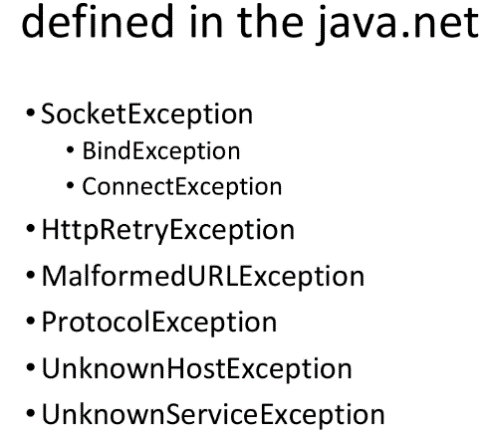 defined in the java.net
• SocketException
• BindException
• ConnectException
• HttpRetryException
• MalformedURLException
• ProtocolException
• UnknownHostException
• UnknownServiceException